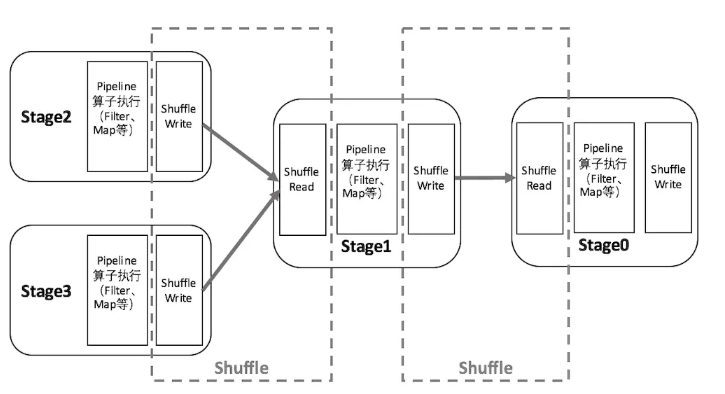 Stage2
Pipeline
算子执行
（Filter、
Map等）
Shuffle
Write
Stage3
Pipeline
算子执行
（Filter、
Map等）
Shuffle
Write
Shuffle
Read
Pipeline
算子执行
（Filter、
Map等）
Shuffle
Write
Stage1
Shuffle
Read
Pipeline
算子执行
（Filter、
Map等）
Shuffle
Write
Stage0
Shuffle
Shuffle